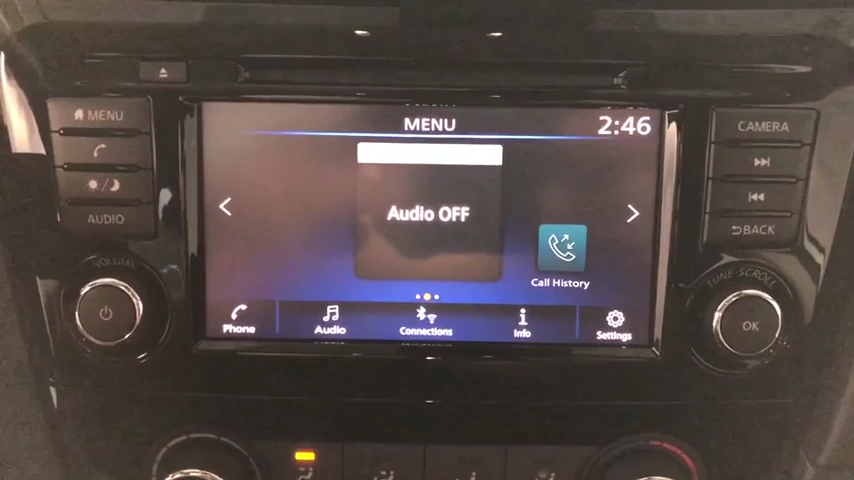 MENU
MENU
2:46
CAMERA
Audio OFF
AUDIO
BACK
Call History
VOLUME
TUNE·SCROLL
Phone
Audio
Connections
Info
Settings
OK